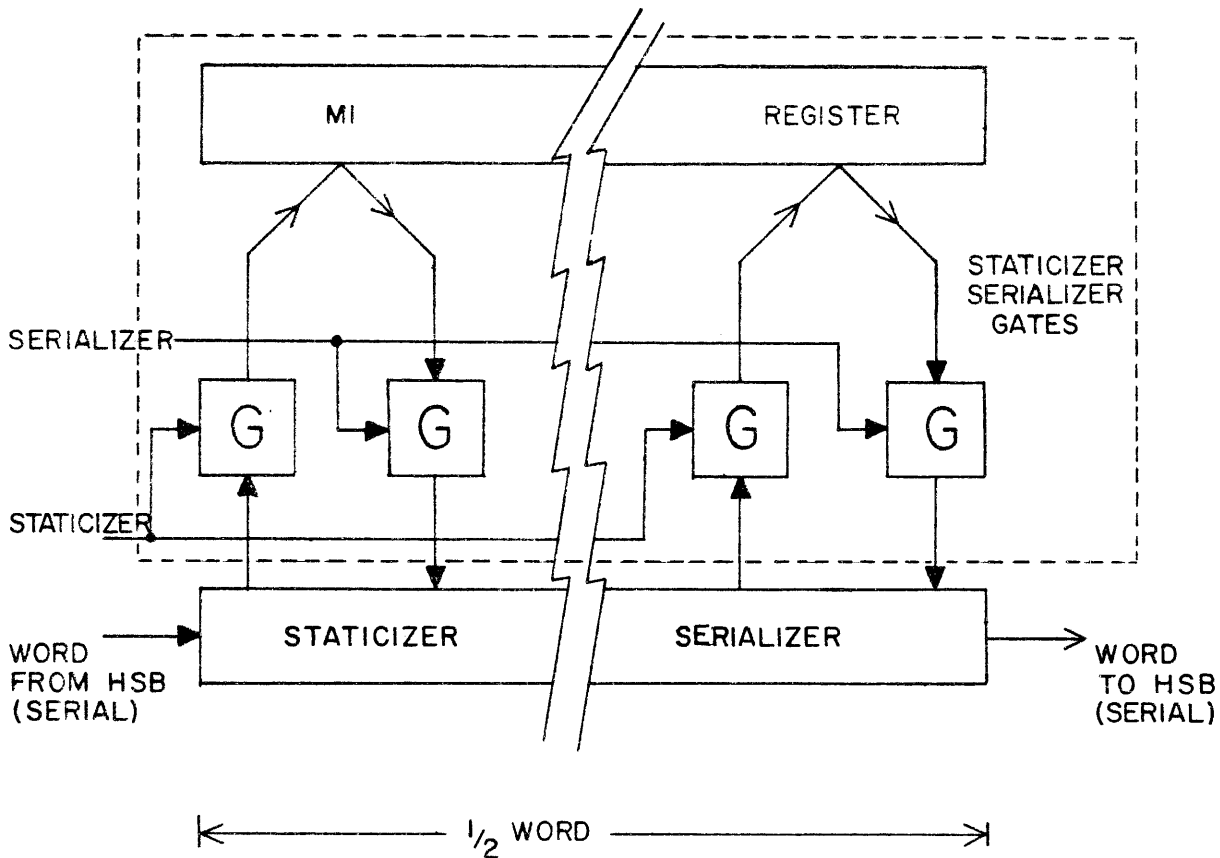 MI REGISTER
STATICIZER
SERIALIZER
GATES
SERIALIZER
G G G G
STATICIZER
STATICIZER SERIALIZER
WORD
FROM HSB
(SERIAL)
WORD
TO HSB
(SERIAL)
1/2 WORD